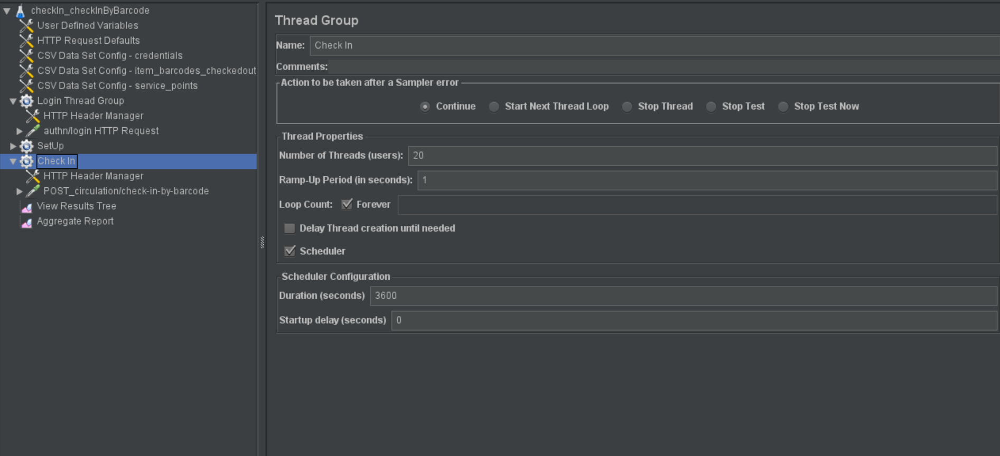 checkIn_checkInByBarcode
User Defined Variables
HTTP Request Defaults
CSV Data Set Config - credentials
CSV Data Set Config - item_barcodes_checkedout
CSV Data Set Config - service_points
Login Thread Group
HTTP Header Manager
authn/login HTTP Request
SetUp
Check In
HTTP Header Manager
POST_circulation/check-in-by-barcode
View Results Tree
Aggregate Report
Thread Group
Name: Check In
Comments:
Action to be taken after a Sampler error
Continue Start Next Thread Loop Stop Thread Stop Test Stop Test Now
Thread Properties
Number of Threads (users): 20
Ramp-Up Period (in seconds): 1
Loop Count: Forever
Delay Thread creation until needed
Scheduler
Scheduler Configuration
Duration (seconds) 3600
Startup delay (seconds) 0